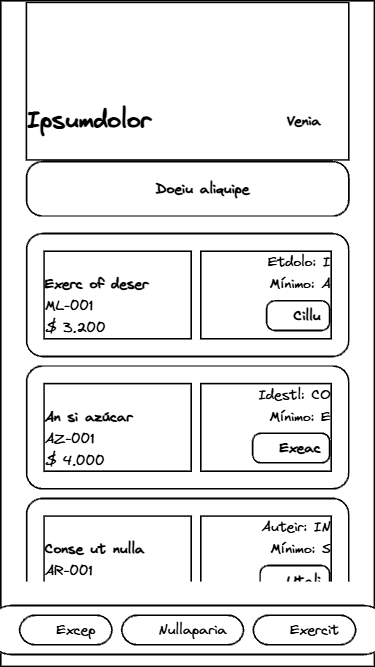 Ipsumdolor
Venia
Doeiu aliquipe
Exerc of deser
ML-001
$ 3.200
Etdolo: I
Mínimo: A
Cillu
An si azúcar
AZ-001
$ 4.000
Idestl: CO
Mínimo: E
Exeac
Conse ut nulla
AR-001
Auteir: IN
Mínimo: S
Utali
Excep
Nullaparia
Exercit